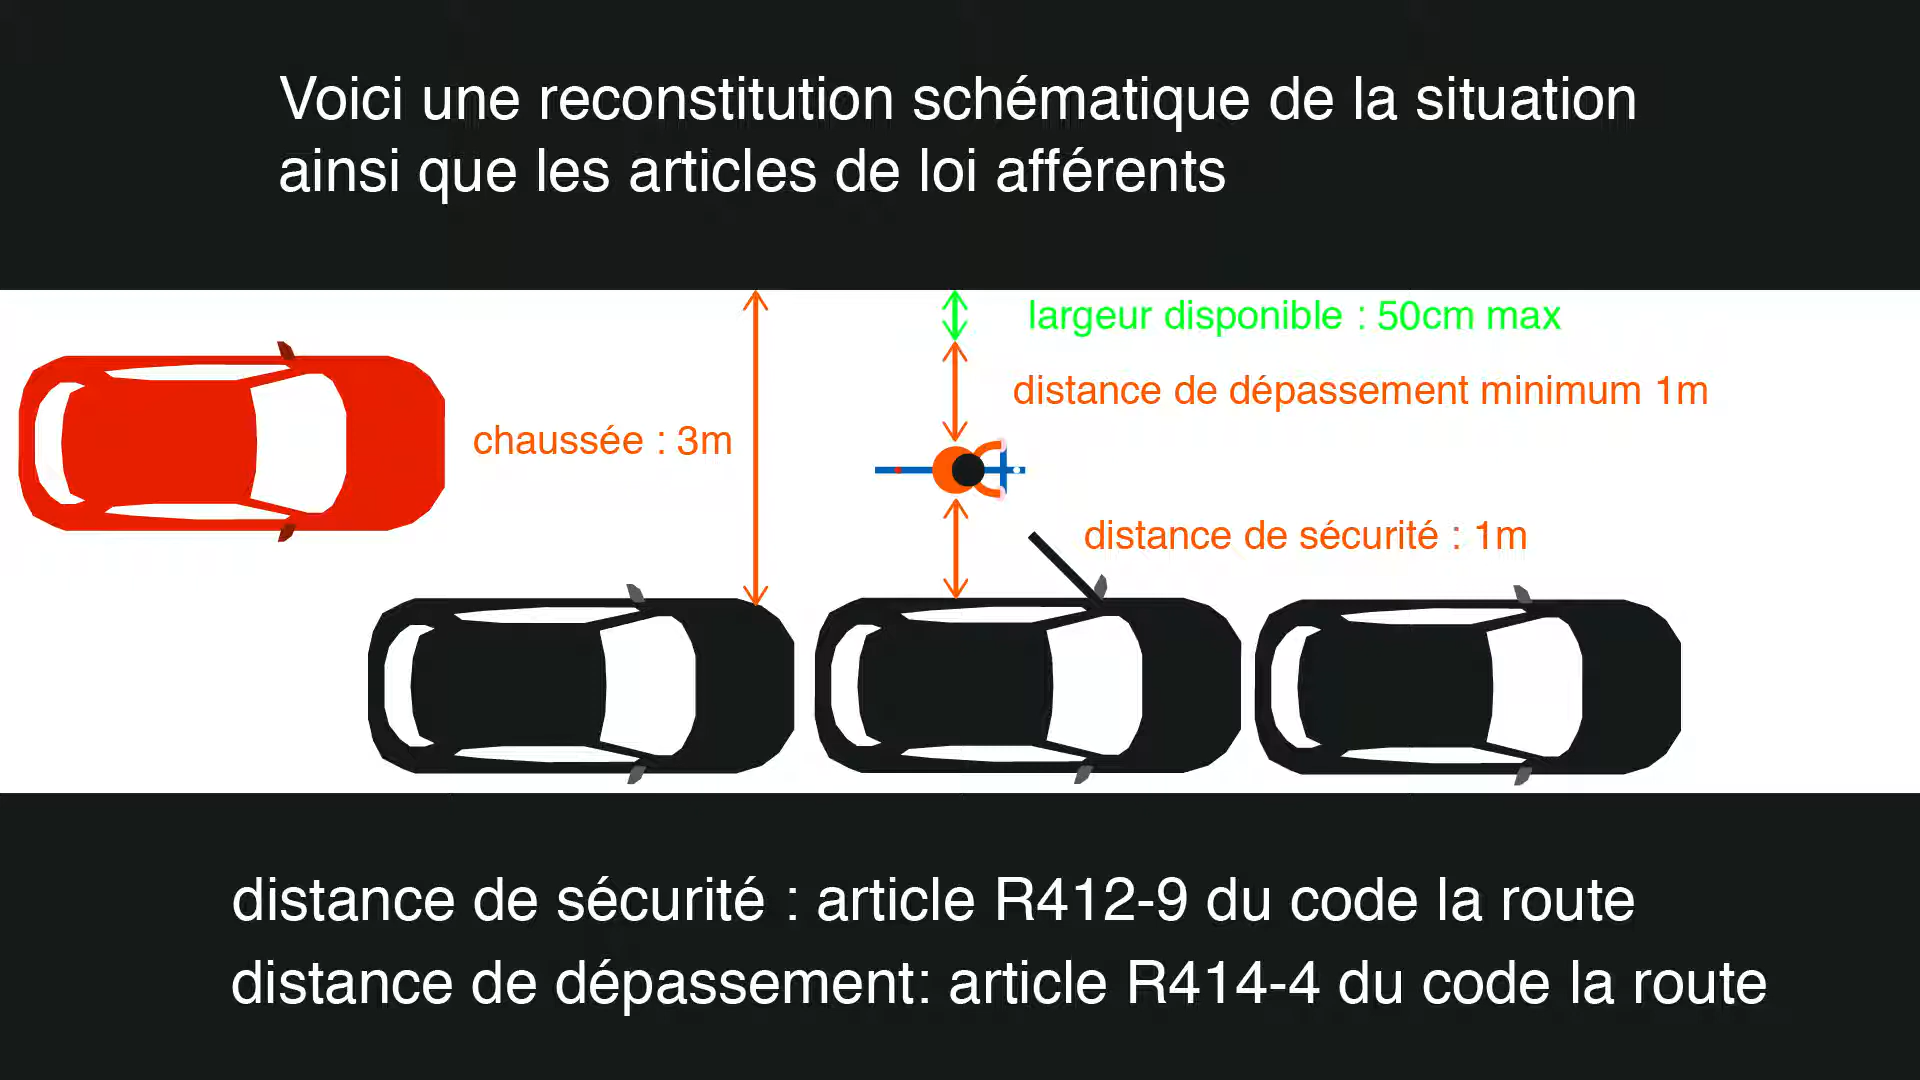 Voici une reconstitution schématique de la situation
ainsi que les articles de loi afférents
largeur disponible : 50cm max
distance de dépassement minimum 1m
chaussée : 3m
distance de sécurité : 1m
distance de sécurité : article R412-9 du code la route
distance de dépassement: article R414-4 du code la route